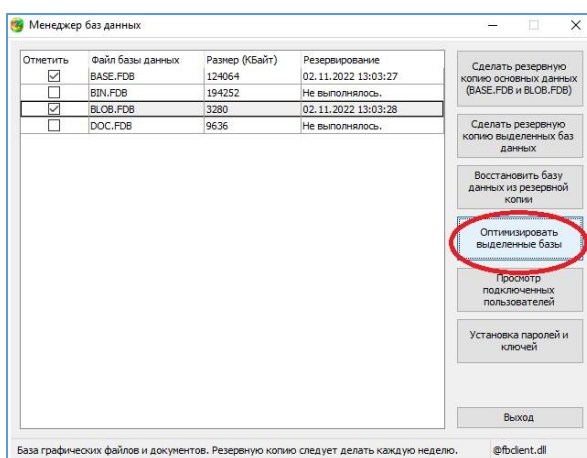 Менеджер баз данных
Отметить Файл базы данных Размер (КБайт) Резервирование
BASE.FDB 124064 02.11.2022 13:03:27
BIN.FDB 194252 Не выполнялось.
BLOB.FDB 3280 02.11.2022 13:03:28
DOC.FDB 9636 Не выполнялось.
Сделать резервную
копию основных данных
(BASE.FDB и BLOB.FDB)
Сделать резервную
копию выделенных баз
данных
Восстановить базу
данных из резервной
копии
Оптимизировать
выделенные базы
Просмотр
подключенных
пользователей
Установка паролей и
ключей
Выход
База графических файлов и документов. Резервную копию следует делать каждую неделю. @fbclient.dll